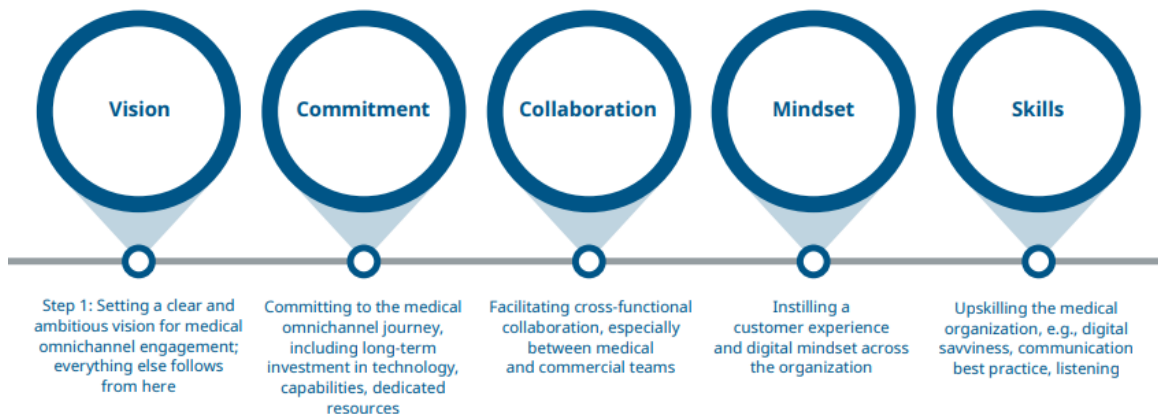 Vision
Commitment
Collaboration
Mindset
Skills
Step 1: Setting a clear and
ambitious vision for medical
omnichannel engagement;
everything else follows
from here
Committing to the medical
omnichannel journey,
including long-term
investment in technology,
capabilities, dedicated
resources
Facilitating cross-functional
collaboration, especially
between medical
and commercial teams
Instilling a
customer experience
and digital mindset across
the organization
Upskilling the medical
organization, e.g., digital
savviness, communication
best practice, listening